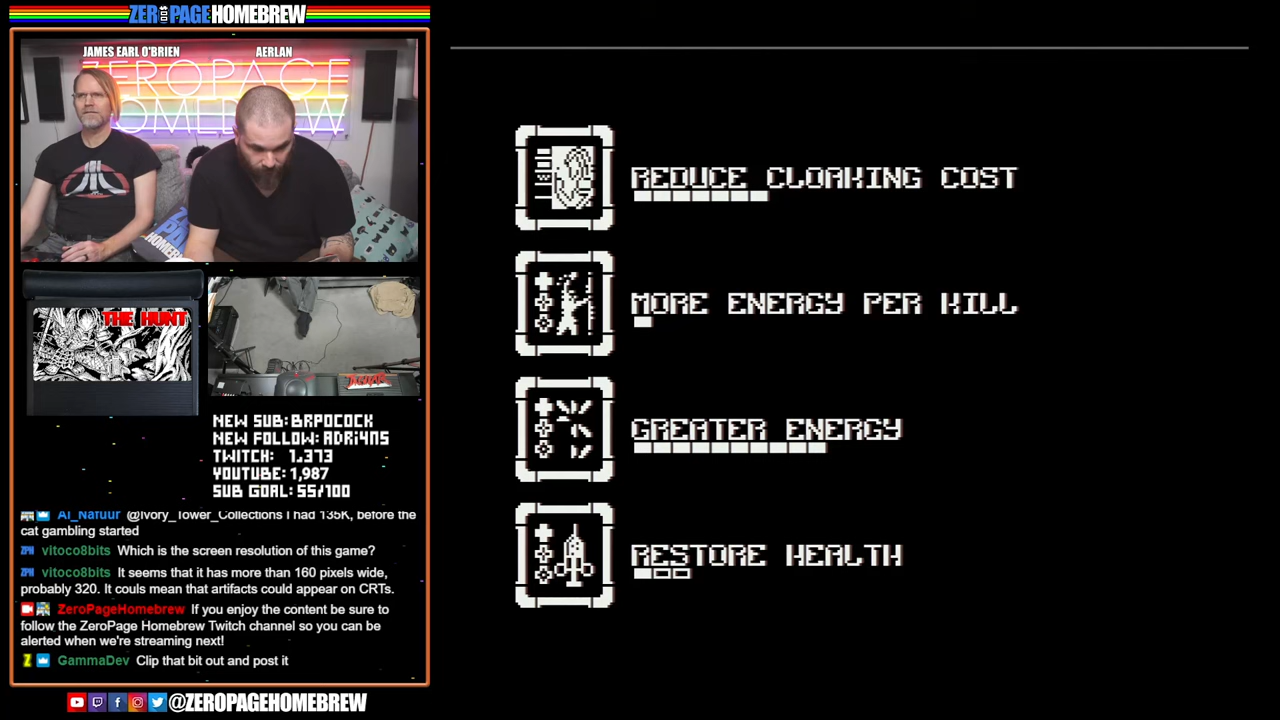 ZEROPAGE HOMEBREW
JAMES EARL O'BRIEN
AERLAN
ZEROPAGE
HOMEBREW
THE HUNT
NEW SUB: BRPOCOCK
NEW FOLLOW: ADRI4NS
TWITCH: 1,373
YOUTUBE: 1,987
SUB GOAL: 55/100
Al_Nafuur @Ivory_Tower_Collections I had 135K, before the
cat gambling started
vitoco8bits Which is the screen resolution of this game?
vitoco8bits It seems that it has more than 160 pixels wide,
probably 320. It couls mean that artifacts could appear on CRTs.
ZeroPageHomebrew If you enjoy the content be sure to
follow the ZeroPage Homebrew Twitch channel so you can be
alerted when we're streaming next!
GammaDev Clip that bit out and post it
@ZEROPAGEHOMEBREW
REDUCE CLOAKING COST
MORE ENERGY PER KILL
GREATER ENERGY
RESTORE HEALTH